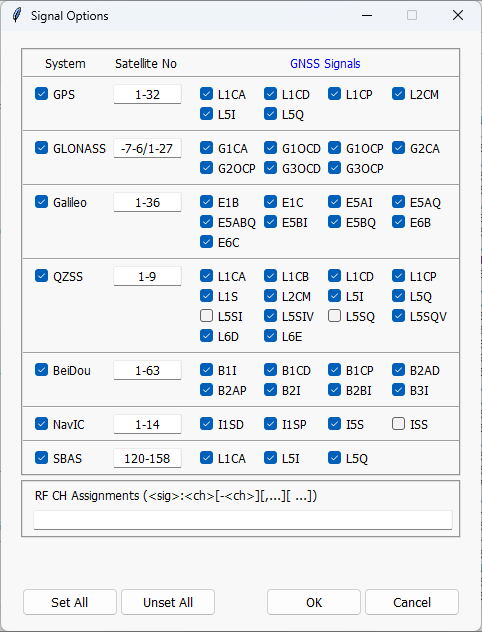 Signal Options
System Satellite No GNSS Signals
GPS 1-32 L1CA L1CD L1CP L2CM
L5I L5Q
GLONASS -7-6/1-27 G1CA G1OCD G1OCP G2CA
G2OCP G3OCD G3OCP
Galileo 1-36 E1B E1C E5AI E5AQ
E5ABQ E5BI E5BQ E6B
E6C
QZSS 1-9 L1CA L1CB L1CD L1CP
L1S L2CM L5I L5Q
L5SI L5SIV L5SQ L5SQV
L6D L6E
BeiDou 1-63 B1I B1CD B1CP B2AD
B2AP B2I B2BI B3I
NavIC 1-14 I1SD I1SP I5S ISS
SBAS 120-158 L1CA L5I L5Q
RF CH Assignments (<sig>:<ch>[-<ch>][,...][ ...])
Set All Unset All OK Cancel